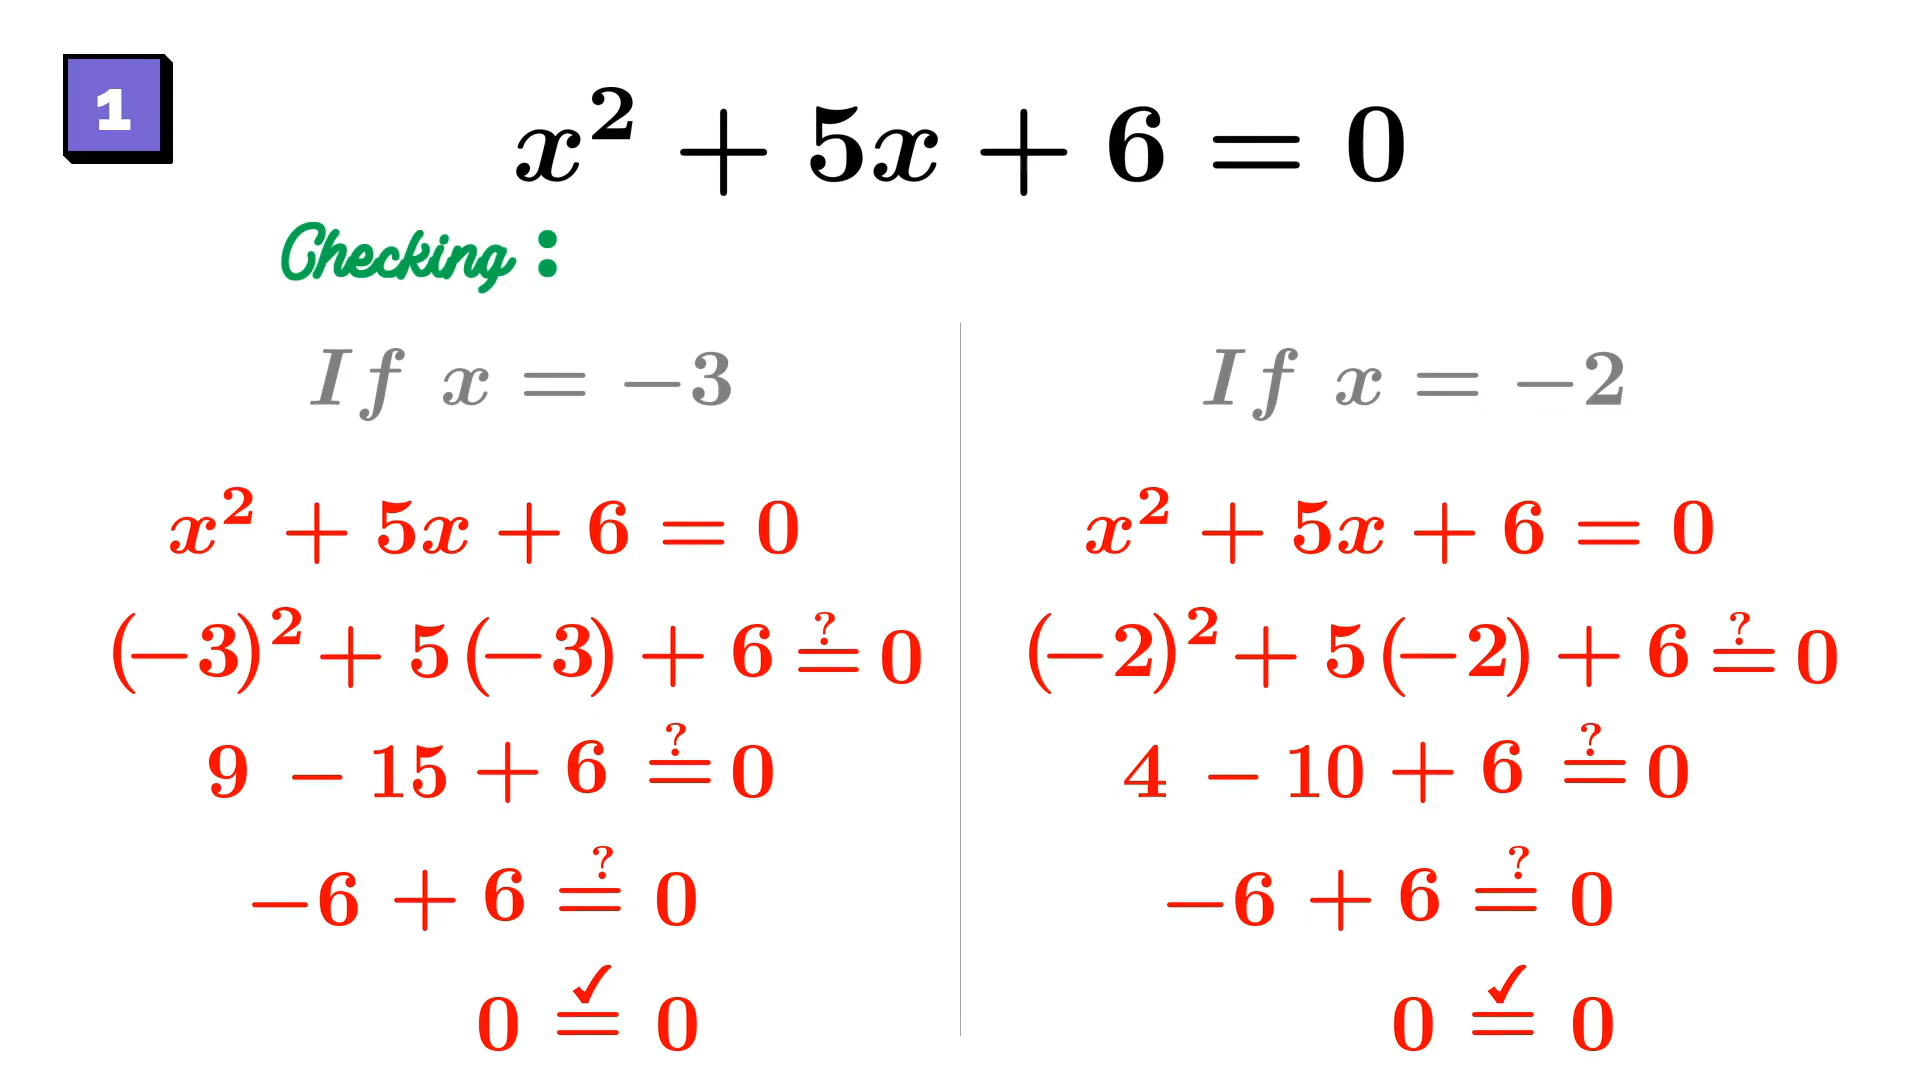 1
x² + 5x + 6 = 0
Checking :
If x = −3
x² + 5x + 6 = 0
(−3)² + 5(−3) + 6 ≟ 0
9 − 15 + 6 ≟ 0
−6 + 6 ≟ 0
0 =✓ 0
If x = −2
x² + 5x + 6 = 0
(−2)² + 5(−2) + 6 ≟ 0
4 − 10 + 6 ≟ 0
−6 + 6 ≟ 0
0 =✓ 0